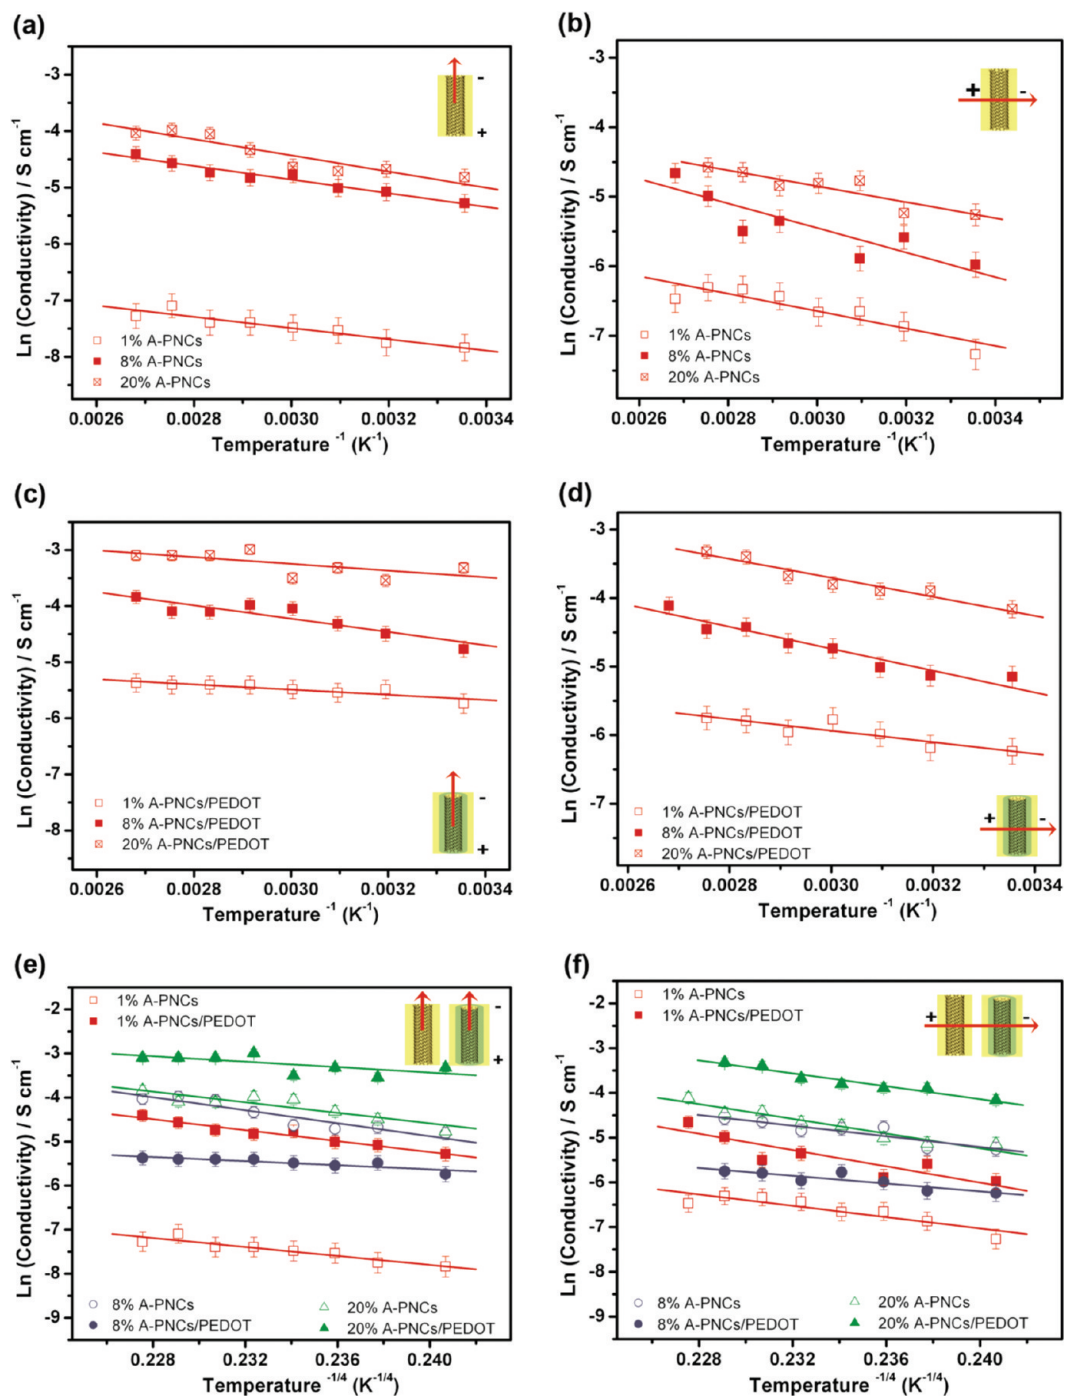 (a)
-3
-4
-5
-6
-7
-8
Ln (Conductivity) / S cm-1
-
+
1% A-PNCs
8% A-PNCs
20% A-PNCs
0.0026 0.0028 0.0030 0.0032 0.0034
Temperature -1 (K-1)
(b)
-3
-4
-5
-6
-7
Ln (Conductivity) / S cm-1
+ -
1% A-PNCs
8% A-PNCs
20% A-PNCs
0.0026 0.0028 0.0030 0.0032 0.0034
Temperature -1 (K-1)
(c)
-3
-4
-5
-6
-7
-8
Ln (Conductivity) / S cm-1
-
+
1% A-PNCs/PEDOT
8% A-PNCs/PEDOT
20% A-PNCs/PEDOT
0.0026 0.0028 0.0030 0.0032 0.0034
Temperature -1 (K-1)
(d)
-3
-4
-5
-6
-7
Ln (Conductivity) / S cm-1
+ -
1% A-PNCs/PEDOT
8% A-PNCs/PEDOT
20% A-PNCs/PEDOT
0.0026 0.0028 0.0030 0.0032 0.0034
Temperature -1 (K-1)
(e)
-2
-3
-4
-5
-6
-7
-8
-9
Ln (Conductivity) / S cm-1
1% A-PNCs
1% A-PNCs/PEDOT
-
+
8% A-PNCs 20% A-PNCs
8% A-PNCs/PEDOT 20% A-PNCs/PEDOT
0.228 0.232 0.236 0.240
Temperature -1/4 (K-1/4)
(f)
-2
-3
-4
-5
-6
-7
-8
-9
Ln (Conductivity) / S cm-1
1% A-PNCs
1% A-PNCs/PEDOT
+ -
8% A-PNCs 20% A-PNCs
8% A-PNCs/PEDOT 20% A-PNCs/PEDOT
0.228 0.232 0.236 0.240
Temperature -1/4 (K-1/4)